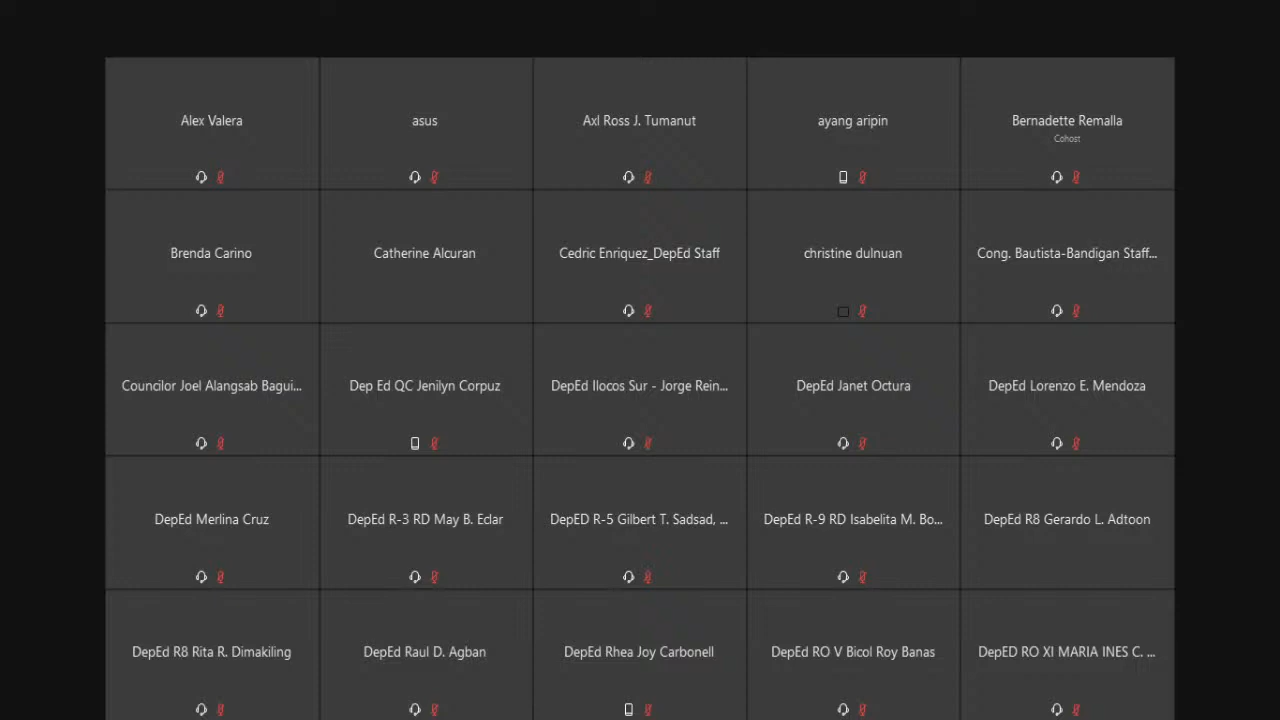 Alex Valera
asus
Axl Ross J. Tumanut
ayang aripin
Bernadette Remalla
Cohost
Brenda Carino
Catherine Alcuran
Cedric Enriquez_DepEd Staff
christine dulnuan
Cong. Bautista-Bandigan Staff...
Councilor Joel Alangsab Bagui...
Dep Ed QC Jenilyn Corpuz
DepEd Ilocos Sur - Jorge Rein...
DepEd Janet Octura
DepEd Lorenzo E. Mendoza
DepEd Merlina Cruz
DepEd R-3 RD May B. Eclar
DepED R-5 Gilbert T. Sadsad, ...
DepEd R-9 RD Isabelita M. Bo...
DepEd R8 Gerardo L. Adtoon
DepEd R8 Rita R. Dimakiling
DepEd Raul D. Agban
DepEd Rhea Joy Carbonell
DepEd RO V Bicol Roy Banas
DepED RO XI MARIA INES C. ...